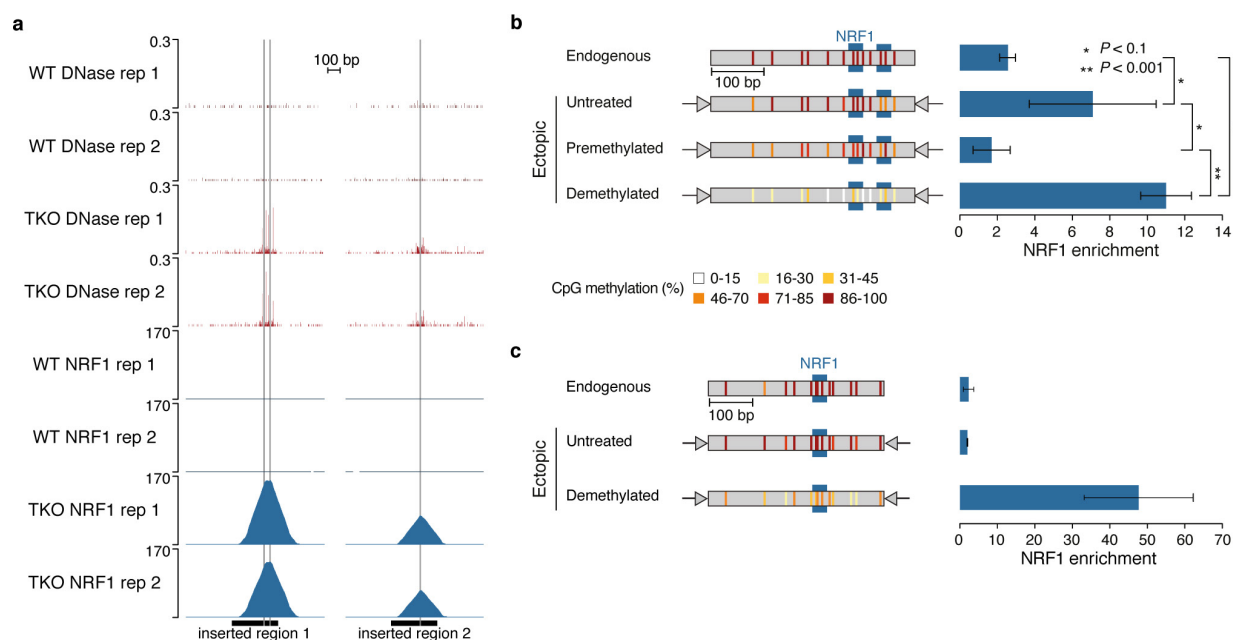 a
0.3
WT DNase rep 1
100 bp
0.3
WT DNase rep 2
0.3
TKO DNase rep 1
0.3
TKO DNase rep 2
170
WT NRF1 rep 1
170
WT NRF1 rep 2
170
TKO NRF1 rep 1
170
TKO NRF1 rep 2
inserted region 1
inserted region 2
b
NRF1
Endogenous
100 bp
Ectopic
Untreated
Premethylated
Demethylated
* P < 0.1
** P < 0.001
*
*
**
0 2 4 6 8 10 12 14
NRF1 enrichment
CpG methylation (%)
0-15 16-30 31-45
46-70 71-85 86-100
c
NRF1
Endogenous
100 bp
Ectopic
Untreated
Demethylated
0 10 20 30 40 50 60 70
NRF1 enrichment